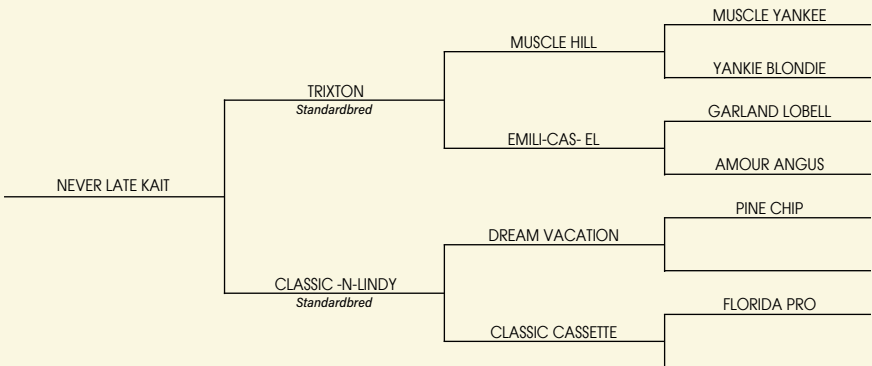 MUSCLE YANKEE
MUSCLE HILL
YANKIE BLONDIE
TRIXTON
Standardbred
GARLAND LOBELL
EMILI-CAS- EL
AMOUR ANGUS
NEVER LATE KAIT
PINE CHIP
DREAM VACATION
CLASSIC -N-LINDY
Standardbred
FLORIDA PRO
CLASSIC CASSETTE